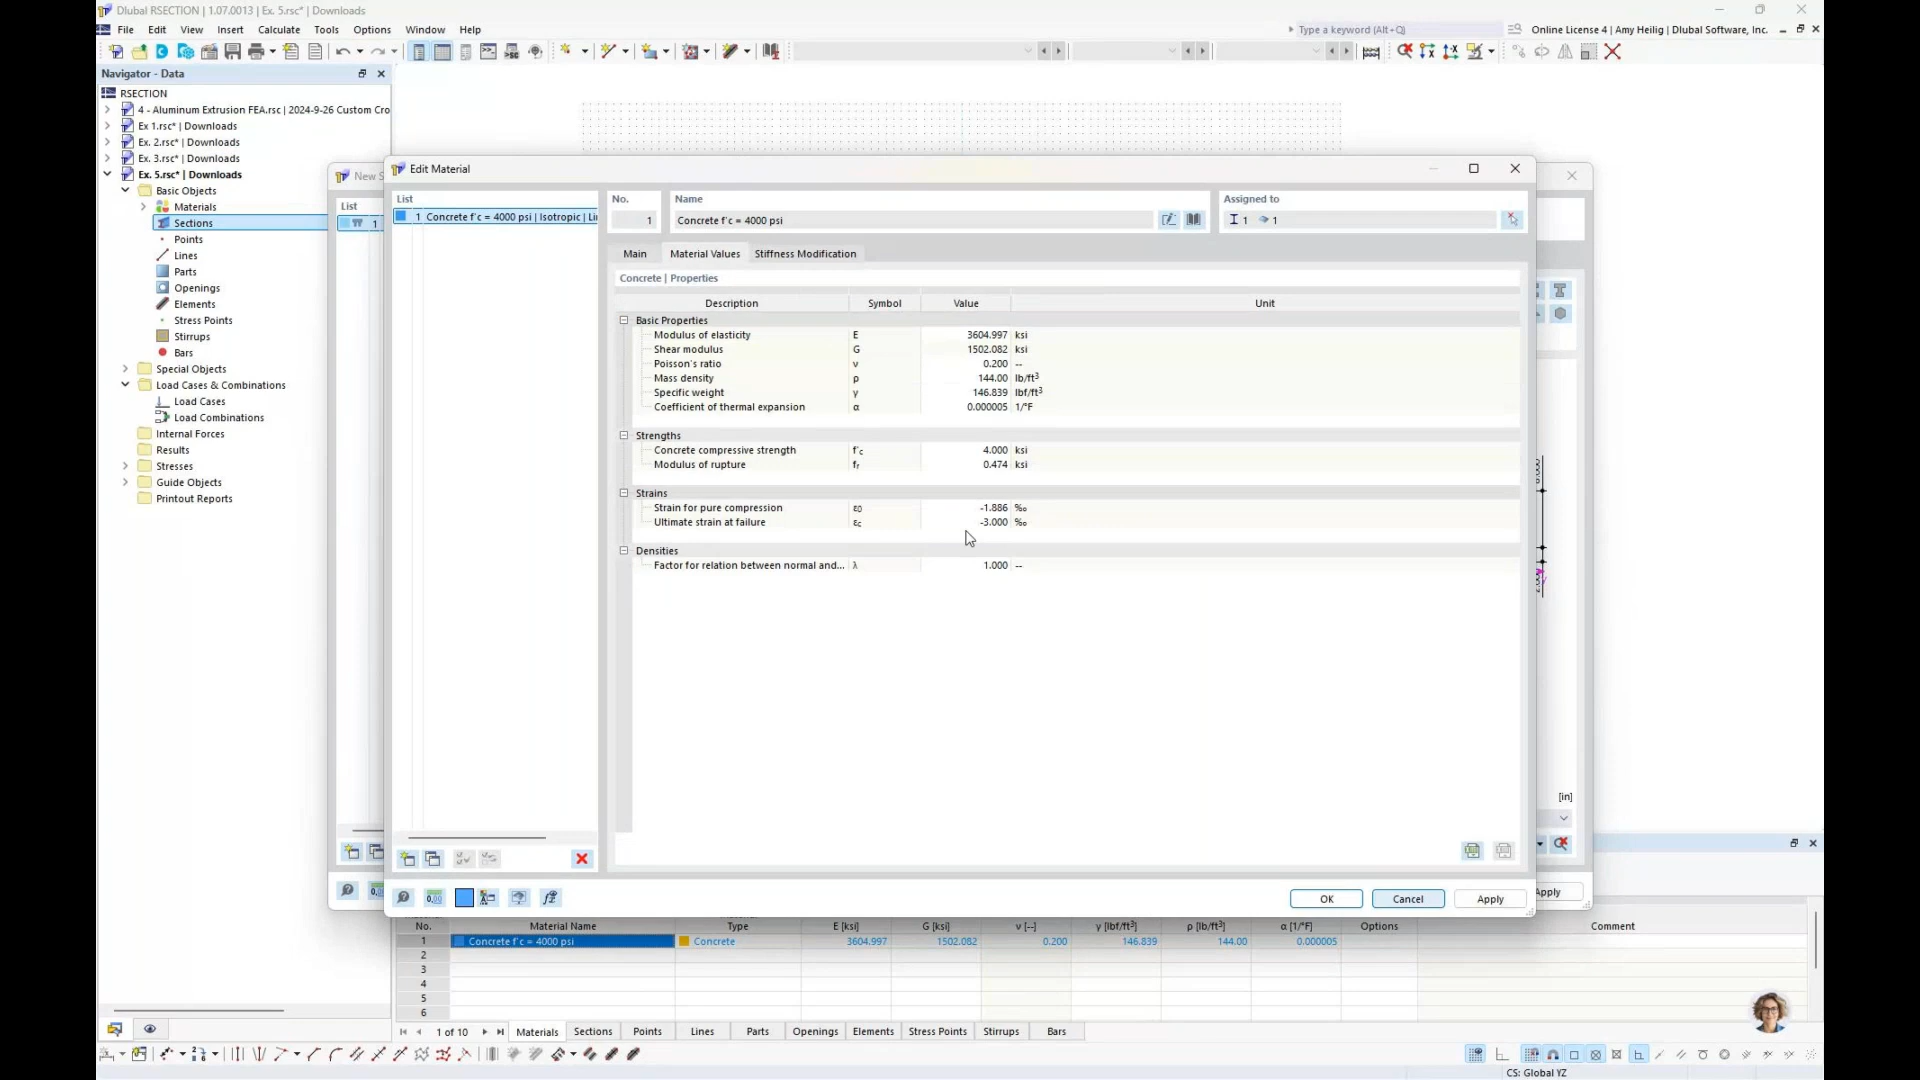 Dlubal RSECTION | 1.07.0013 | Ex. 5.rsc* | Downloads
File Edit View Insert Calculate Tools Options Window Help
Type a keyword (Alt+Q)
Online License 4 | Amy Heilig | Dlubal Software, Inc.
Navigator - Data
RSECTION
4 - Aluminum Extrusion FEA.rsc | 2024-9-26 Custom Cro
Ex 1.rsc* | Downloads
Ex. 2.rsc* | Downloads
Ex. 3.rsc* | Downloads
Ex. 5.rsc* | Downloads
Basic Objects
Materials
Sections
Points
Lines
Parts
Openings
Elements
Stress Points
Stirrups
Bars
Special Objects
Load Cases & Combinations
Load Cases
Load Combinations
Internal Forces
Results
Stresses
Guide Objects
Printout Reports
New S
List
1
Edit Material
List
1 Concrete f'c = 4000 psi | Isotropic | Li
No.
1
Name
Concrete f'c = 4000 psi
Assigned to
1 1
Main Material Values Stiffness Modification
Concrete | Properties
Description Symbol Value Unit
Basic Properties
Modulus of elasticity E 3604.997 ksi
Shear modulus G 1502.082 ksi
Poisson's ratio ν 0.200 --
Mass density ρ 144.00 lb/ft³
Specific weight γ 146.839 lbf/ft³
Coefficient of thermal expansion α 0.000005 1/°F
Strengths
Concrete compressive strength f'c 4.000 ksi
Modulus of rupture fr 0.474 ksi
Strains
Strain for pure compression ε0 -1.886 ‰
Ultimate strain at failure εc -3.000 ‰
Densities
Factor for relation between normal and... λ 1.000 --
[in]
OK Cancel Apply
Apply
No. Material Name Type E [ksi] G [ksi] ν [--] γ [lbf/ft³] ρ [lb/ft³] α [1/°F] Options Comment
1 Concrete f'c = 4000 psi Concrete 3604.997 1502.082 0.200 146.839 144.00 0.000005
2
3
4
5
6
1 of 10 Materials Sections Points Lines Parts Openings Elements Stress Points Stirrups Bars
CS: Global YZ